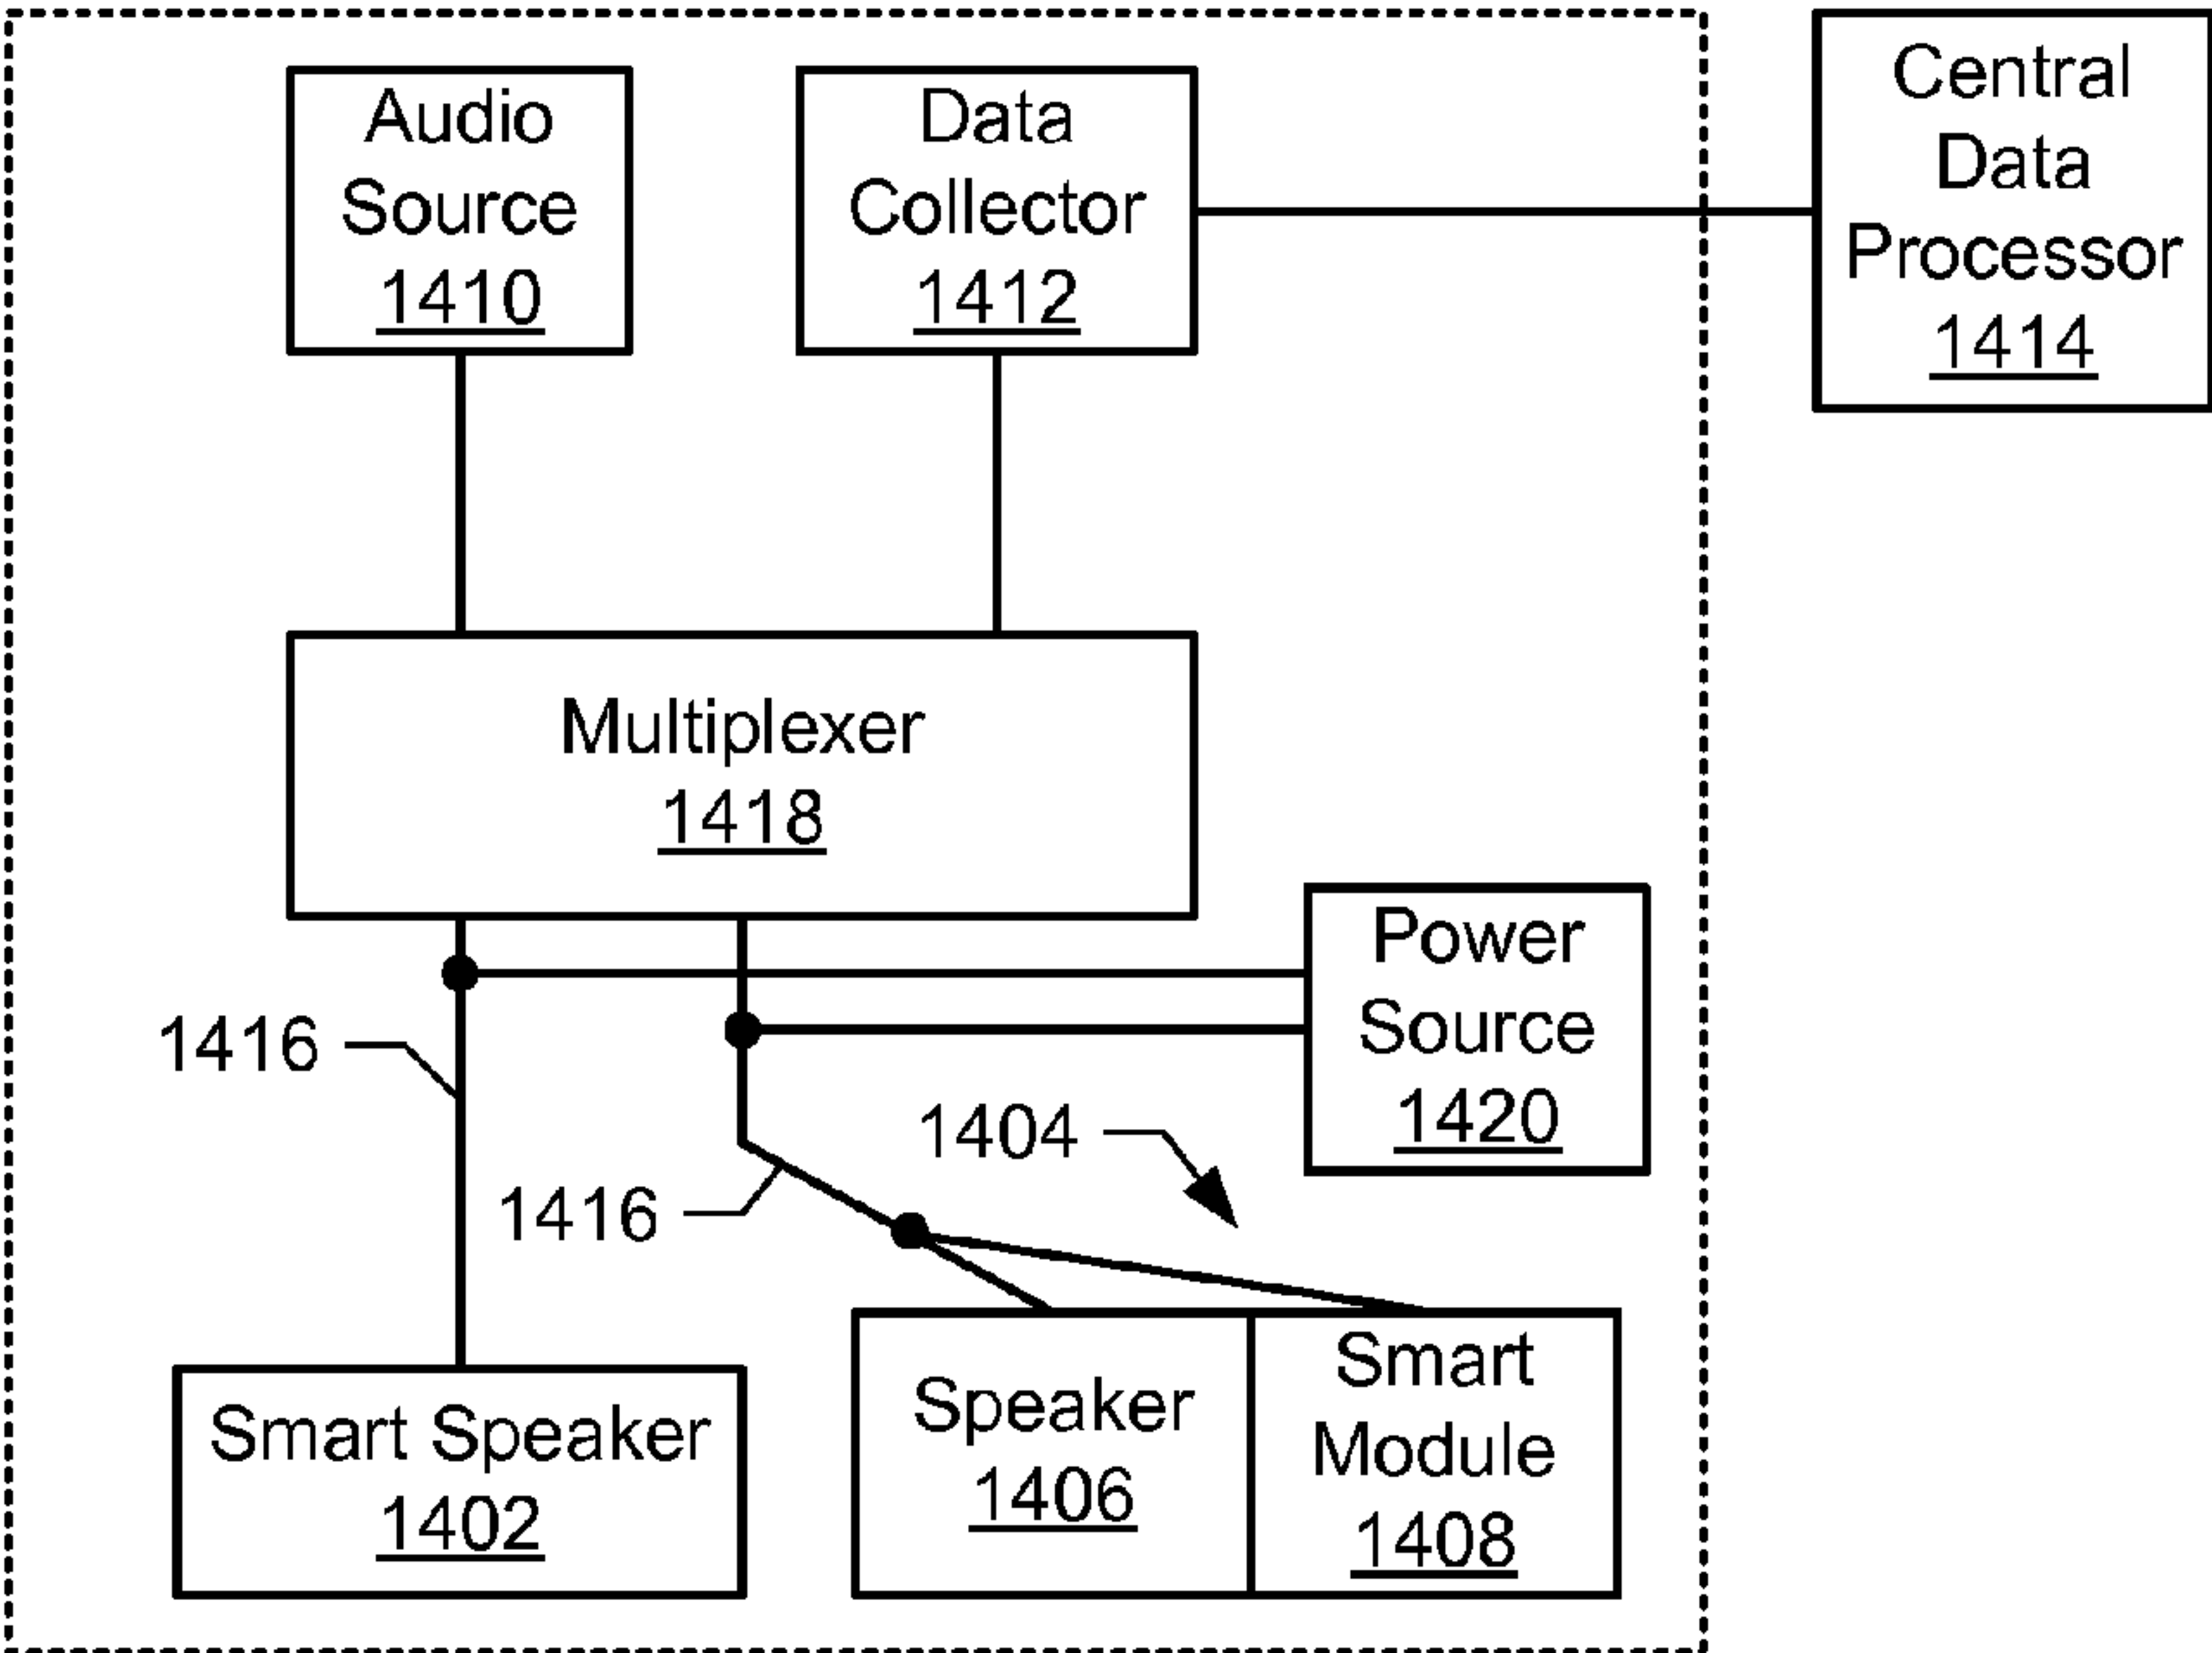 Audio
Source
1410
Data
Collector
1412
Central
Data
Processor
1414
Multiplexer
1418
Power
Source
1420
1416
1404
1416
Smart Speaker
1402
Speaker
1406
Smart
Module
1408